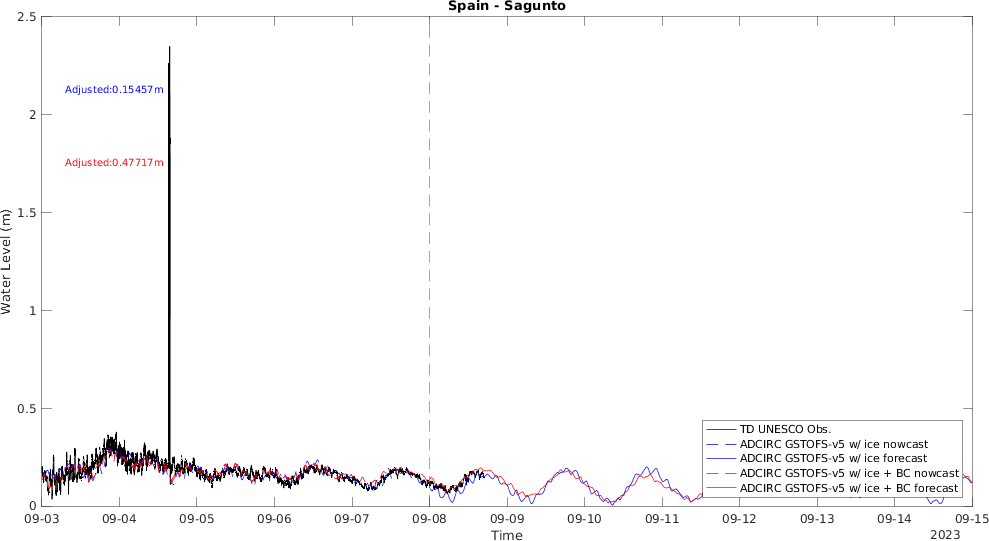 Spain - Sagunto
2.5
2
1.5
1
0.5
0
Water Level (m)
Adjusted:0.15457m
Adjusted:0.47717m
TD UNESCO Obs.
ADCIRC GSTOFS-v5 w/ ice nowcast
ADCIRC GSTOFS-v5 w/ ice forecast
ADCIRC GSTOFS-v5 w/ ice + BC nowcast
ADCIRC GSTOFS-v5 w/ ice + BC forecast
09-03 09-04 09-05 09-06 09-07 09-08 09-09 09-10 09-11 09-12 09-13 09-14 09-15
Time
2023